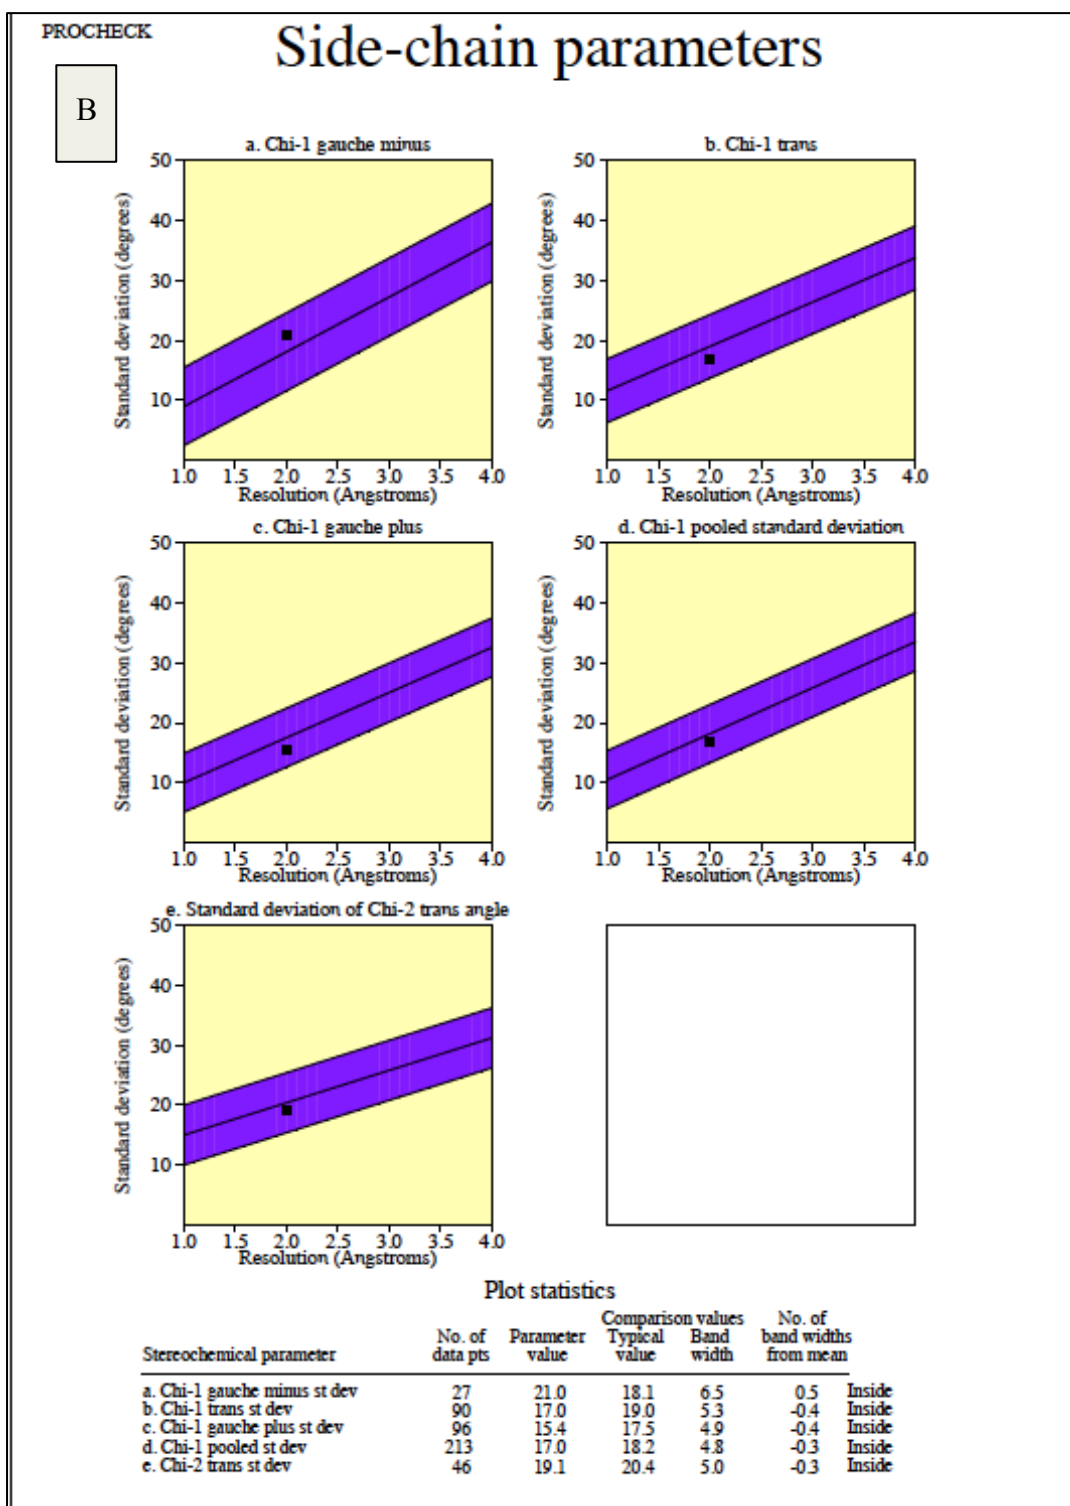 PROCHECK
Side-chain parameters
B
a. Chi-1 gauche minus
50
40
30
20
10
Standard deviation (degrees)
1.0 1.5 2.0 2.5 3.0 3.5 4.0
Resolution (Angstroms)
b. Chi-1 trans
50
40
30
20
10
Standard deviation (degrees)
1.0 1.5 2.0 2.5 3.0 3.5 4.0
Resolution (Angstroms)
c. Chi-1 gauche plus
50
40
30
20
10
Standard deviation (degrees)
1.0 1.5 2.0 2.5 3.0 3.5 4.0
Resolution (Angstroms)
d. Chi-1 pooled standard deviation
50
40
30
20
10
Standard deviation (degrees)
1.0 1.5 2.0 2.5 3.0 3.5 4.0
Resolution (Angstroms)
e. Standard deviation of Chi-2 trans angle
50
40
30
20
10
Standard deviation (degrees)
1.0 1.5 2.0 2.5 3.0 3.5 4.0
Resolution (Angstroms)
Plot statistics
Comparison values No. of
No. of Parameter Typical Band band widths
Stereochemical parameter data pts value value width from mean
a. Chi-1 gauche minus st dev 27 21.0 18.1 6.5 0.5 Inside
b. Chi-1 trans st dev 90 17.0 19.0 5.3 -0.4 Inside
c. Chi-1 gauche plus st dev 96 15.4 17.5 4.9 -0.4 Inside
d. Chi-1 pooled st dev 213 17.0 18.2 4.8 -0.3 Inside
e. Chi-2 trans st dev 46 19.1 20.4 5.0 -0.3 Inside